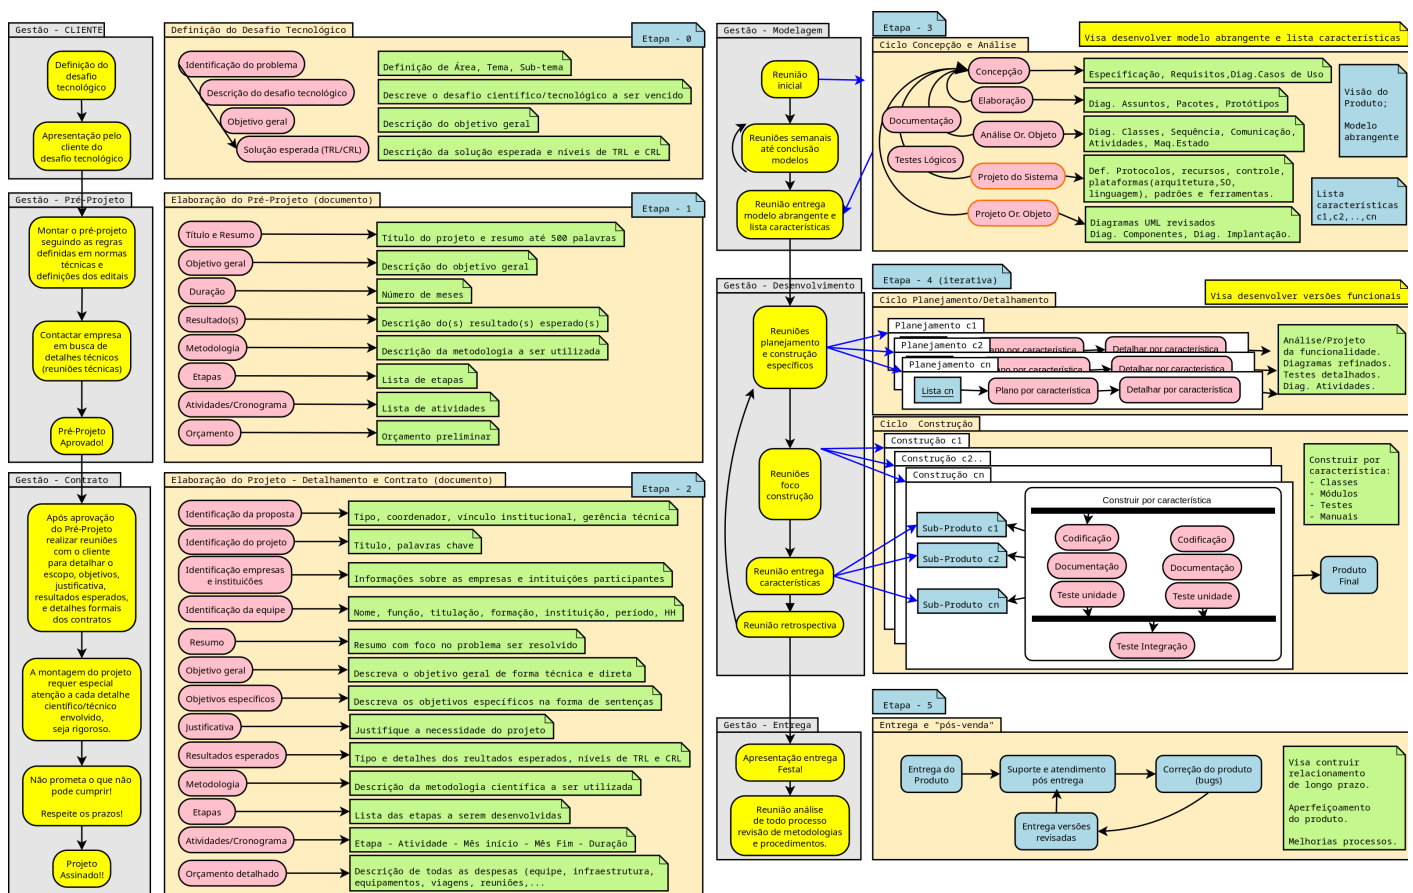 Gestão - CLIENTE
Definição do
desafio
tecnológico
Apresentação pelo
cliente do
desafio tecnológico
Definição do Desafio Tecnológico
Etapa - 0
Identificação do problema
Definição de Área, Tema, Sub-tema
Descrição do desafio tecnológico
Descreve o desafio científico/tecnológico a ser vencido
Objetivo geral
Descrição do objetivo geral
Solução esperada (TRL/CRL)
Descrição da solução esperada e níveis de TRL e CRL
Gestão - Pré-Projeto
Montar o pré-projeto
seguindo as regras
definidas em normas
técnicas e
definições dos editais
Contactar empresa
em busca de
detalhes técnicos
(reuniões técnicas)
Pré-Projeto
Aprovado!
Elaboração do Pré-Projeto (documento)
Etapa - 1
Título e Resumo
Título do projeto e resumo até 500 palavras
Objetivo geral
Descrição do objetivo geral
Duração
Número de meses
Resultado(s)
Descrição do(s) resultado(s) esperado(s)
Metodologia
Descrição da metodologia a ser utilizada
Etapas
Lista de etapas
Atividades/Cronograma
Lista de atividades
Orçamento
Orçamento preliminar
Gestão - Contrato
Após aprovação
do Pré-Projeto
realizar reuniões
com o cliente
para detalhar o
escopo, objetivos,
justificativa,
resultados esperados,
e detalhes formais
dos contratos
A montagem do projeto
requer especial
atenção a cada detalhe
científico/técnico
envolvido,
seja rigoroso.
Não prometa o que não
pode cumprir!
Respeite os prazos!
Projeto
Assinado!!
Elaboração do Projeto - Detalhamento e Contrato (documento)
Etapa - 2
Identificação da proposta
Tipo, coordenador, vínculo institucional, gerência técnica
Identificação do projeto
Titulo, palavras chave
Identificação empresas
e instituiíões
Informações sobre as empresas e intituições participantes
Identificação da equipe
Nome, função, titulação, formação, instituição, período, HH
Resumo
Resumo com foco no problema ser resolvido
Objetivo geral
Descreva o objetivo geral de forma técnica e direta
Objetivos específicos
Descreva os objetivos específicos na forma de sentenças
Justificativa
Justifique a necessidade do projeto
Resultados esperados
Tipo e detalhes dos reultados esperados, níveis de TRL e CRL
Metodologia
Descrição da metodologia científica a ser utilizada
Etapas
Lista das etapas a serem desenvolvidas
Atividades/Cronograma
Etapa - Atividade - Mês início - Mês Fim - Duração
Orçamento detalhado
Descrição de todas as despesas (equipe, infraestrutura,
equipamentos, viagens, reuniões,...
Gestão - Modelagem
Reunião
inicial
Reuniões semanais
até conclusão
modelos
Reunião entrega
modelo abrangente e
lista características
Etapa - 3
Visa desenvolver modelo abrangente e lista características
Ciclo Concepção e Análise
Concepção
Especificação, Requisitos,Diag.Casos de Uso
Elaboração
Diag. Assuntos, Pacotes, Protótipos
Documentação
Análise Or. Objeto
Diag. Classes, Sequência, Comunicação,
Atividades, Maq.Estado
Testes Lógicos
Projeto do Sistema
Def. Protocolos, recursos, controle,
plataformas(arquitetura,SO,
linguagem), padrões e ferramentas.
Projeto Or. Objeto
Diagramas UML revisados
Diag. Componentes, Diag. Implantação.
Visão do
Produto;
Modelo
abrangente
Lista
características
c1,c2,..,cn
Gestão - Desenvolvimento
Reuniões
planejamento
e construção
específicos
Reuniões
foco
construção
Reunião entrega
características
Reunião retrospectiva
Etapa - 4 (iterativa)
Visa desenvolver versões funcionais
Ciclo Planejamento/Detalhamento
Planejamento c1
Plano por característica
Detalhar por característica
Planejamento c2
Plano por característica
Detalhar por característica
Planejamento cn
Lista cn
Plano por característica
Detalhar por característica
Análise/Projeto
da funcionalidade.
Diagramas refinados.
Testes detalhados.
Diag. Atividades.
Ciclo  Construção
Construção c1
Construção c2..
Construção cn
Construir por característica
Sub-Produto c1
Sub-Produto c2
Sub-Produto cn
Codificação
Documentação
Teste unidade
Codificação
Documentação
Teste unidade
Teste Integração
Construir por
característica:
- Classes
- Módulos
- Testes
- Manuais
Produto
Final
Gestão - Entrega
Apresentação entrega
Festa!
Reunião análise
de todo processo
revisão de metodologias
e procedimentos.
Etapa - 5
Entrega e "pós-venda"
Entrega do
Produto
Suporte e atendimento
pós entrega
Correção do produto
(bugs)
Entrega versões
revisadas
Visa contruir
relacionamento
de longo prazo.
Aperfeiçoamento
do produto.
Melhorias processos.